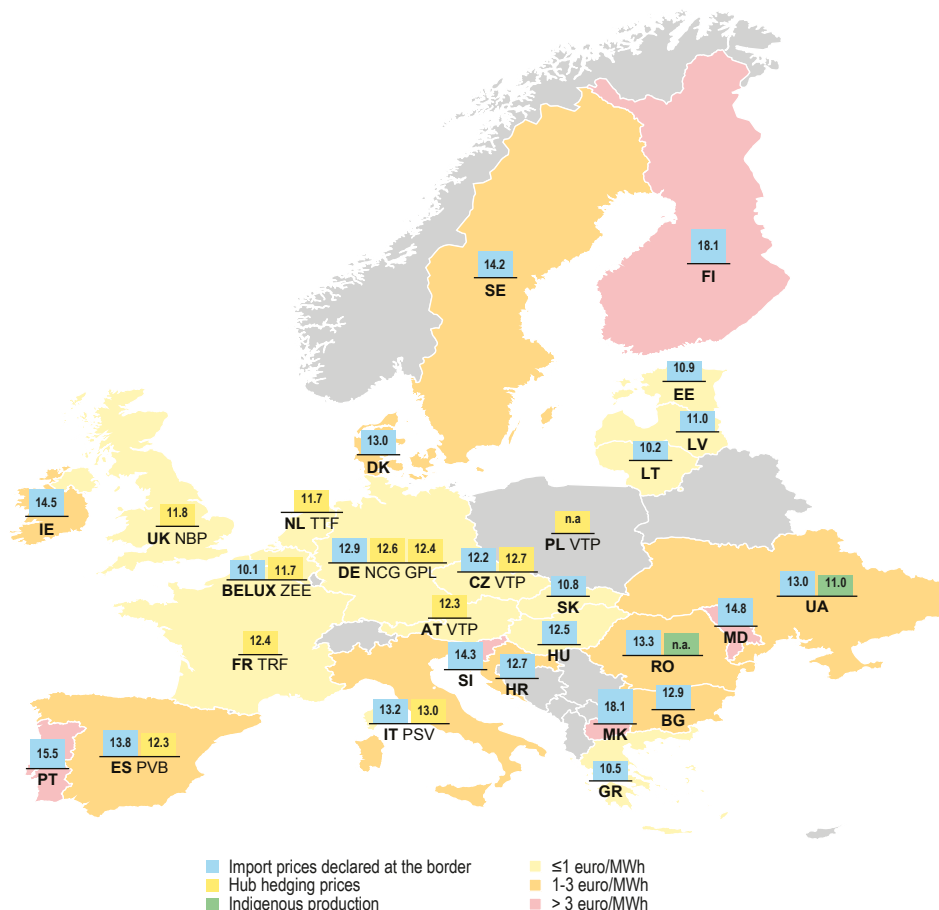 18.1
FI
14.2
SE
10.9
EE
11.0
LV
10.2
LT
13.0
DK
14.5
IE
11.8
UK NBP
11.7
NL TTF
n.a
PL VTP
12.9 12.6 12.4
DE NCG GPL
12.2 12.7
CZ VTP
10.1 11.7
BELUX ZEE
10.8
SK
13.0 11.0
UA
12.3
AT VTP
14.8
MD
12.5
HU
12.4
FR TRF
13.3 n.a.
RO
14.3
SI
12.7
HR
12.9
BG
18.1
MK
13.2 13.0
IT PSV
13.8 12.3
ES PVB
15.5
PT
10.5
GR
Import prices declared at the border
Hub hedging prices
Indigenous production
≤1 euro/MWh
1-3 euro/MWh
> 3 euro/MWh